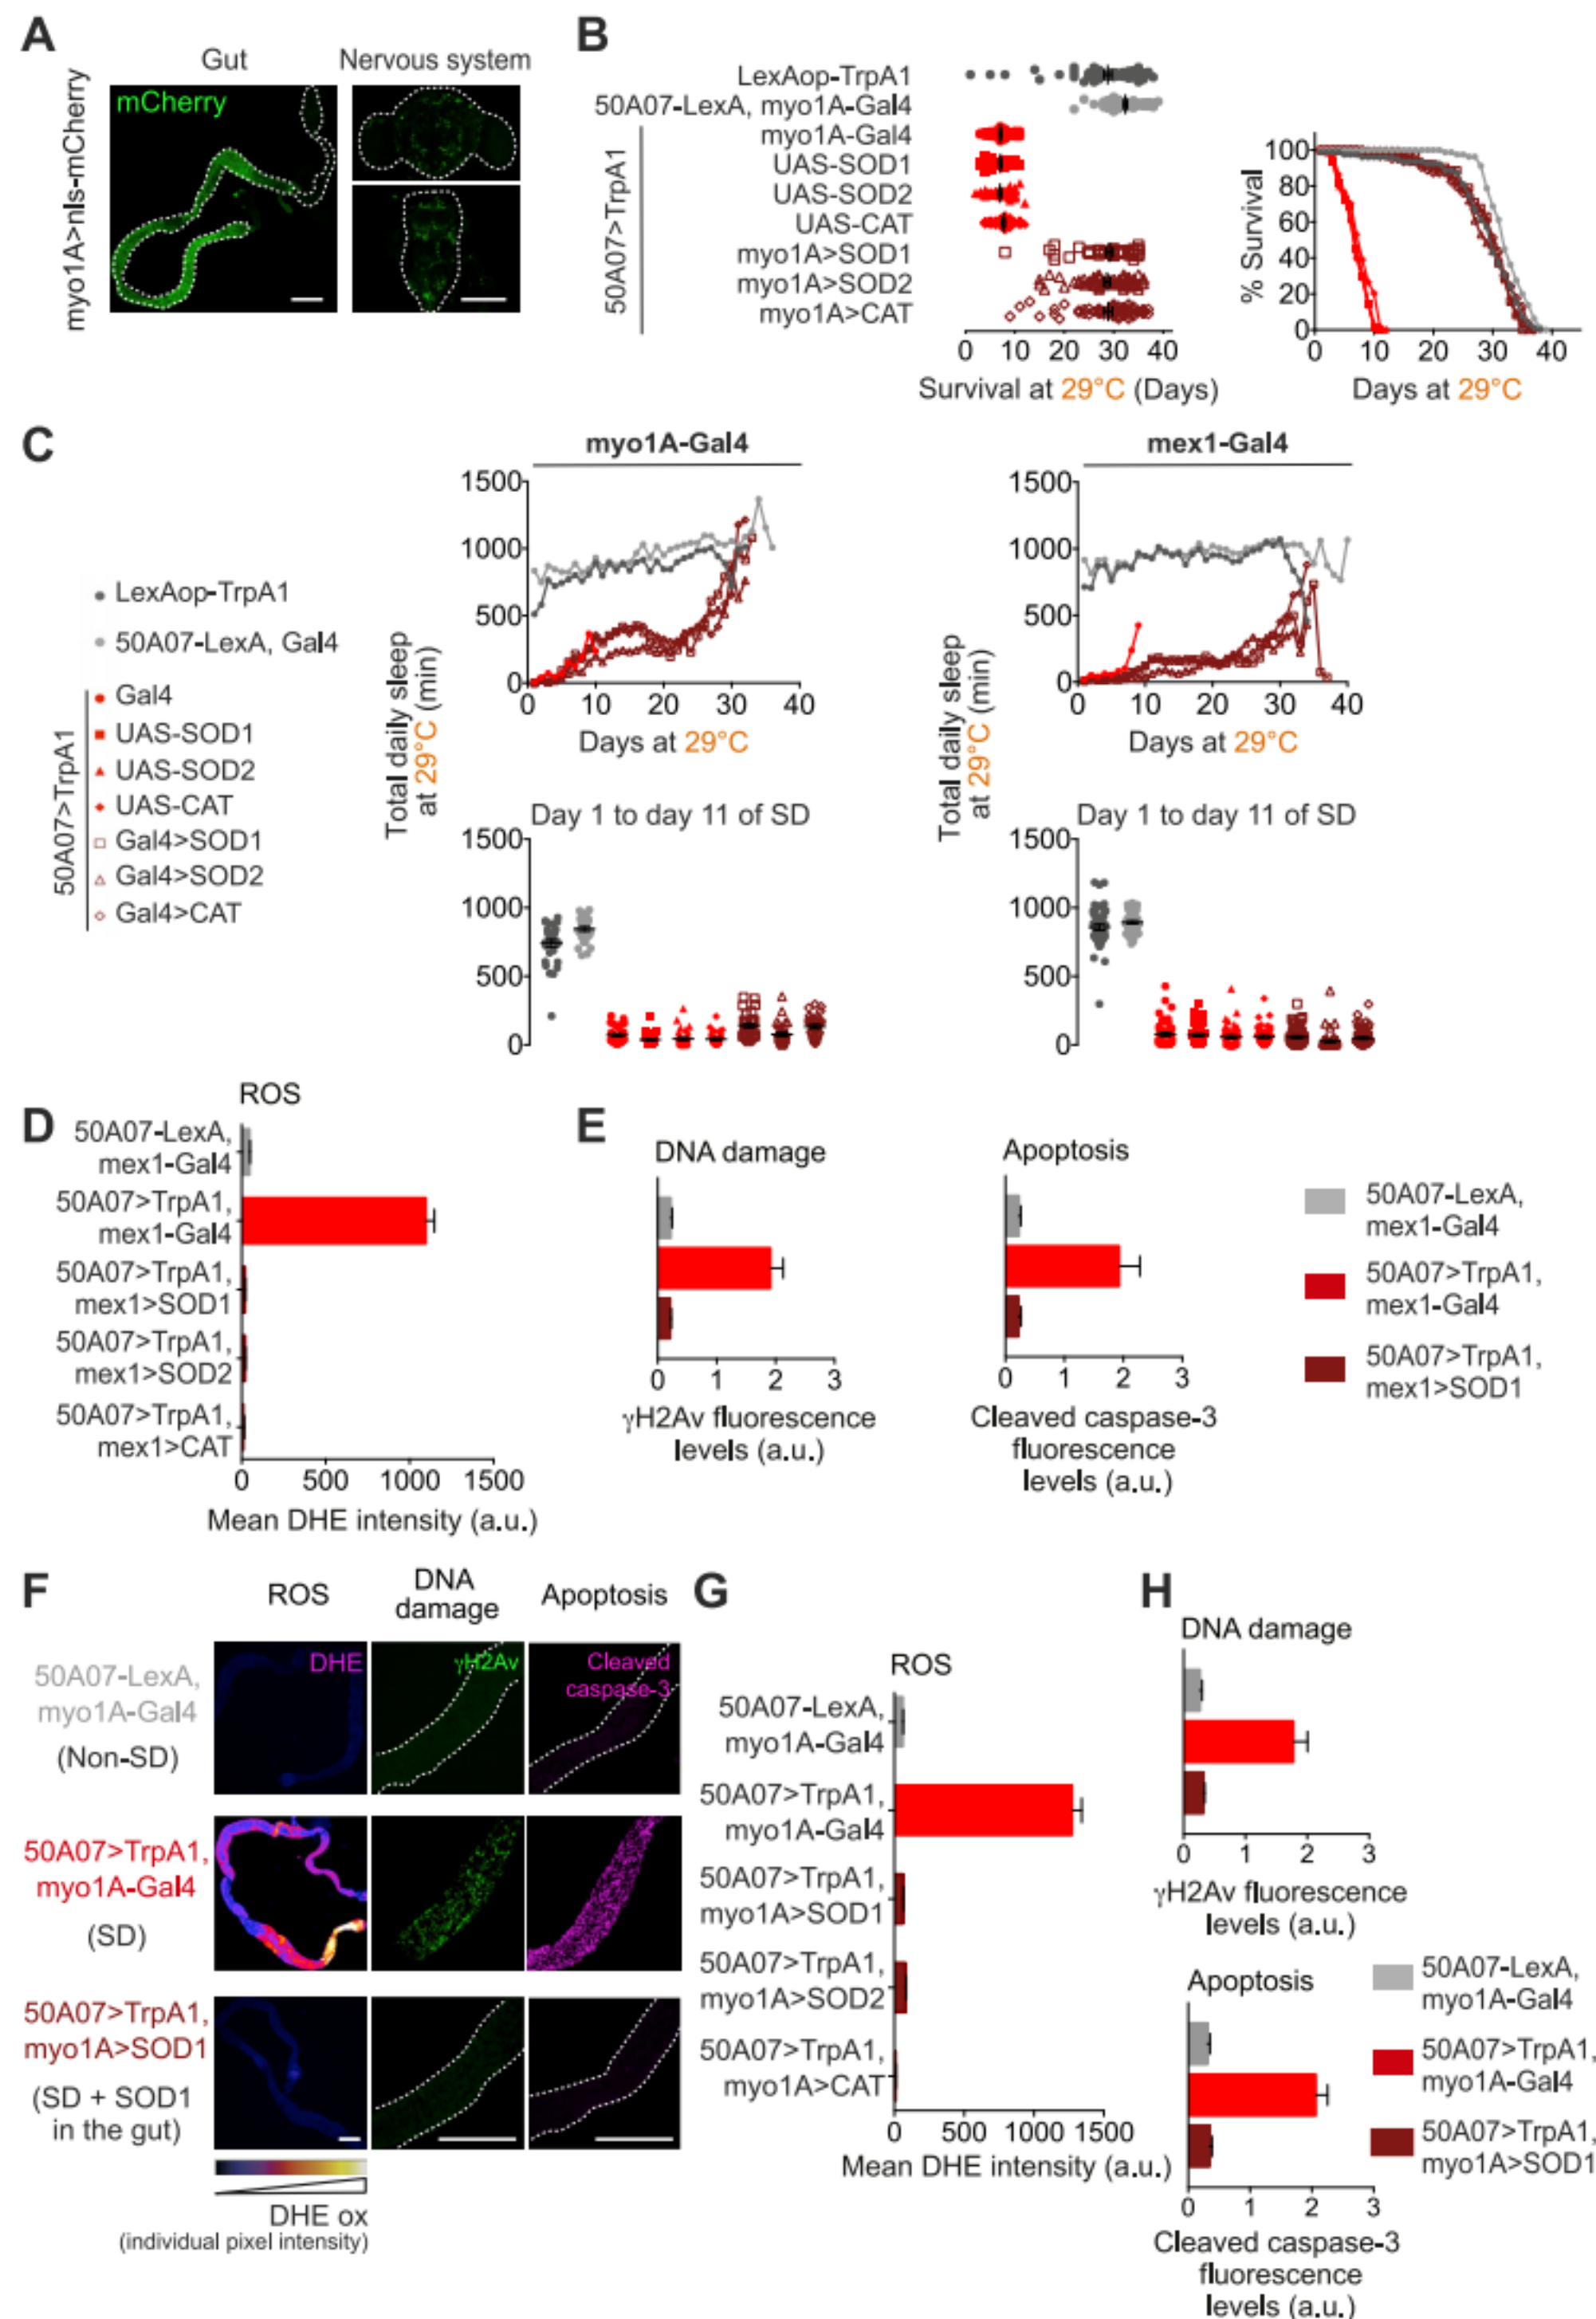 A
Gut
Nervous system
myo1A>nls-mCherry
mCherry
B
LexAop-TrpA1
50A07-LexA, myo1A-Gal4
50A07>TrpA1
myo1A-Gal4
UAS-SOD1
UAS-SOD2
UAS-CAT
myo1A>SOD1
myo1A>SOD2
myo1A>CAT
0 10 20 30 40
Survival at 29°C (Days)
% Survival
100
80
60
40
20
0
0 10 20 30 40
Days at 29°C
C
LexAop-TrpA1
50A07-LexA, Gal4
50A07>TrpA1
Gal4
UAS-SOD1
UAS-SOD2
UAS-CAT
Gal4>SOD1
Gal4>SOD2
Gal4>CAT
myo1A-Gal4
Total daily sleep
at 29°C (min)
1500
1000
500
0
0 10 20 30 40
Days at 29°C
Day 1 to day 11 of SD
1500
1000
500
0
mex1-Gal4
Total daily sleep
at 29°C (min)
1500
1000
500
0
0 10 20 30 40
Days at 29°C
Day 1 to day 11 of SD
1500
1000
500
0
D
ROS
50A07-LexA,
mex1-Gal4
50A07>TrpA1,
mex1-Gal4
50A07>TrpA1,
mex1>SOD1
50A07>TrpA1,
mex1>SOD2
50A07>TrpA1,
mex1>CAT
0 500 1000 1500
Mean DHE intensity (a.u.)
E
DNA damage
0 1 2 3
γH2Av fluorescence
levels (a.u.)
Apoptosis
0 1 2 3
Cleaved caspase-3
fluorescence
levels (a.u.)
50A07-LexA,
mex1-Gal4
50A07>TrpA1,
mex1-Gal4
50A07>TrpA1,
mex1>SOD1
F
ROS
DNA
damage
Apoptosis
50A07-LexA,
myo1A-Gal4
(Non-SD)
DHE
γH2Av
Cleaved
caspase-3
50A07>TrpA1,
myo1A-Gal4
(SD)
50A07>TrpA1,
myo1A>SOD1
(SD + SOD1
in the gut)
DHE ox
(individual pixel intensity)
G
ROS
50A07-LexA,
myo1A-Gal4
50A07>TrpA1,
myo1A-Gal4
50A07>TrpA1,
myo1A>SOD1
50A07>TrpA1,
myo1A>SOD2
50A07>TrpA1,
myo1A>CAT
0 500 1000 1500
Mean DHE intensity (a.u.)
H
DNA damage
0 1 2 3
γH2Av fluorescence
levels (a.u.)
Apoptosis
0 1 2 3
Cleaved caspase-3
fluorescence
levels (a.u.)
50A07-LexA,
myo1A-Gal4
50A07>TrpA1,
myo1A-Gal4
50A07>TrpA1,
myo1A>SOD1